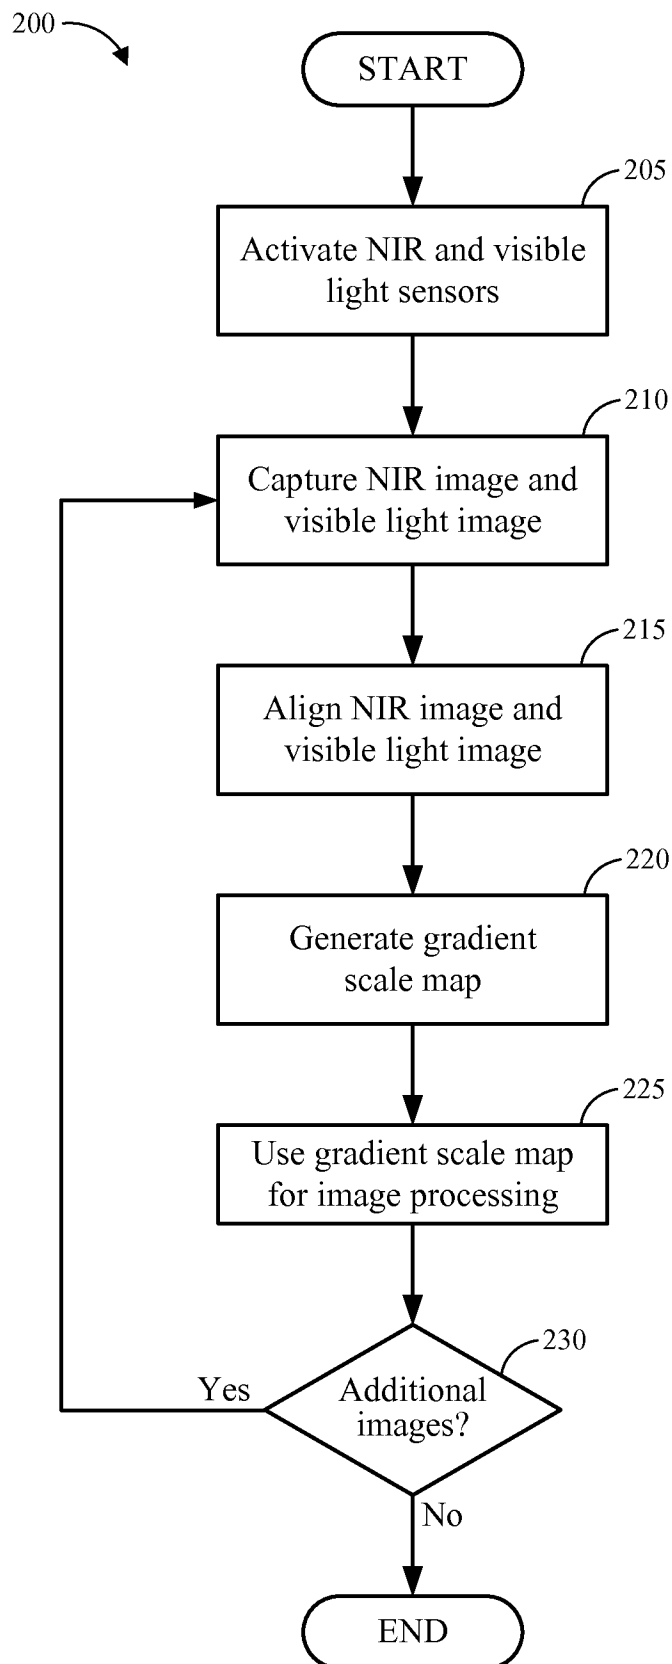 200
START
205
Activate NIR and visible
light sensors
210
Capture NIR image and
visible light image
215
Align NIR image and
visible light image
220
Generate gradient
scale map
225
Use gradient scale map
for image processing
230
Yes
Additional
images?
No
END